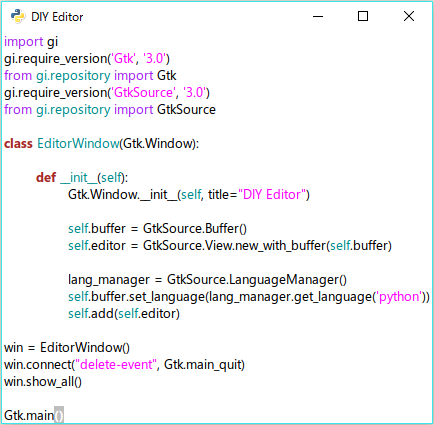 DIY Editor
import gi
gi.require_version('Gtk', '3.0')
from gi.repository import Gtk
gi.require_version('GtkSource', '3.0')
from gi.repository import GtkSource
class EditorWindow(Gtk.Window):
def __init__(self):
Gtk.Window.__init__(self, title="DIY Editor")
self.buffer = GtkSource.Buffer()
self.editor = GtkSource.View.new_with_buffer(self.buffer)
lang_manager = GtkSource.LanguageManager()
self.buffer.set_language(lang_manager.get_language('python'))
self.add(self.editor)
win = EditorWindow()
win.connect("delete-event", Gtk.main_quit)
win.show_all()
Gtk.main()